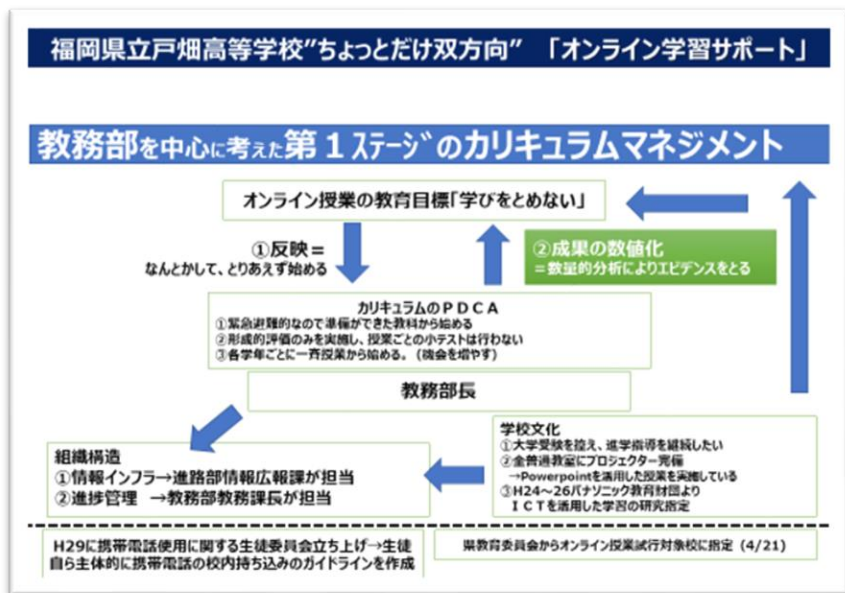 福岡県立戸畑高等学校”ちょっとだけ双方向” 「オンライン学習サポート」
教務部を中心に考えた第１ステージのカリキュラムマネジメント
オンライン授業の教育目標「学びをとめない」
①反映＝
なんとかして、とりあえず始める
②成果の数値化
＝数量的分析によりエビデンスをとる
カリキュラムのＰＤＣＡ
①緊急避難的なので準備ができた教科から始める
②形成的評価のみを実施し、授業ごとの小テストは行わない
③各学年ごとに一斉授業から始める。（機会を増やす）
教務部長
組織構造
①情報インフラ→進路部情報広報課が担当
②進捗管理　→教務部教務課長が担当
学校文化
①大学受験を控え、進学指導を継続したい
②全普通教室にプロジェクター完備
→Powerpointを活用した授業を実施している
③H24～26パナソニック教育財団より
ＩＣＴを活用した学習の研究指定
H29に携帯電話使用に関する生徒委員会立ち上げ→生徒
自ら主体的に携帯電話の校内持ち込みのガイドラインを作成
県教育委員会からオンライン授業試行対象校に指定（4/21）